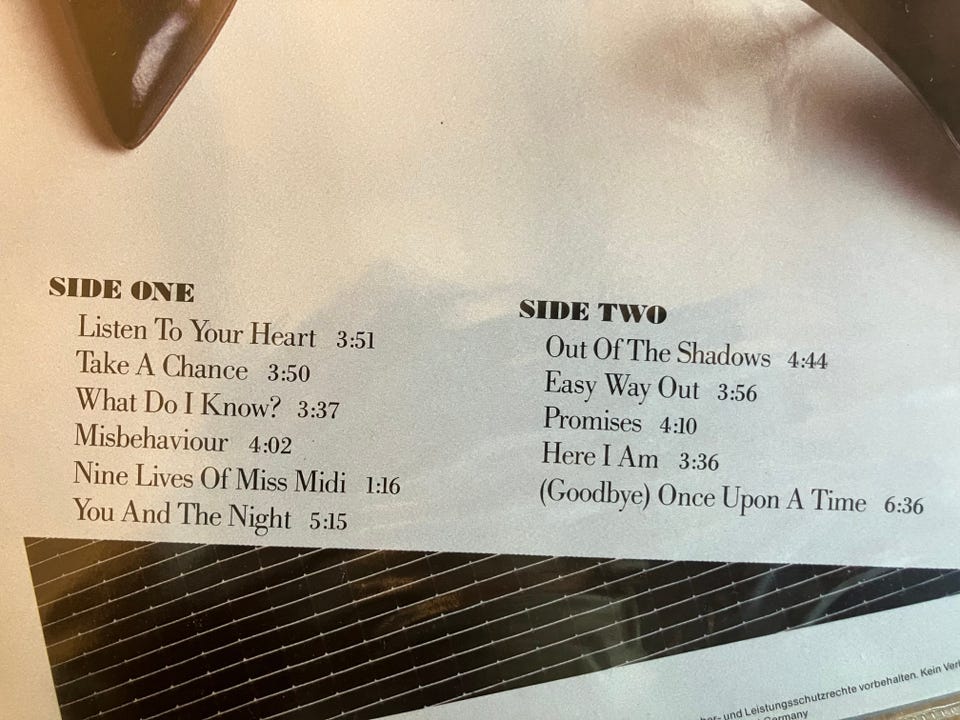 SIDE ONE
Listen To Your Heart 3:51
Take A Chance 3:50
What Do I Know? 3:37
Misbehaviour 4:02
Nine Lives Of Miss Midi 1:16
You And The Night 5:15
SIDE TWO
Out Of The Shadows 4:44
Easy Way Out 3:56
Promises 4:10
Here I Am 3:36
(Goodbye) Once Upon A Time 6:36
und Leistungsschutzrechte vorbehalten. Kein
Germany